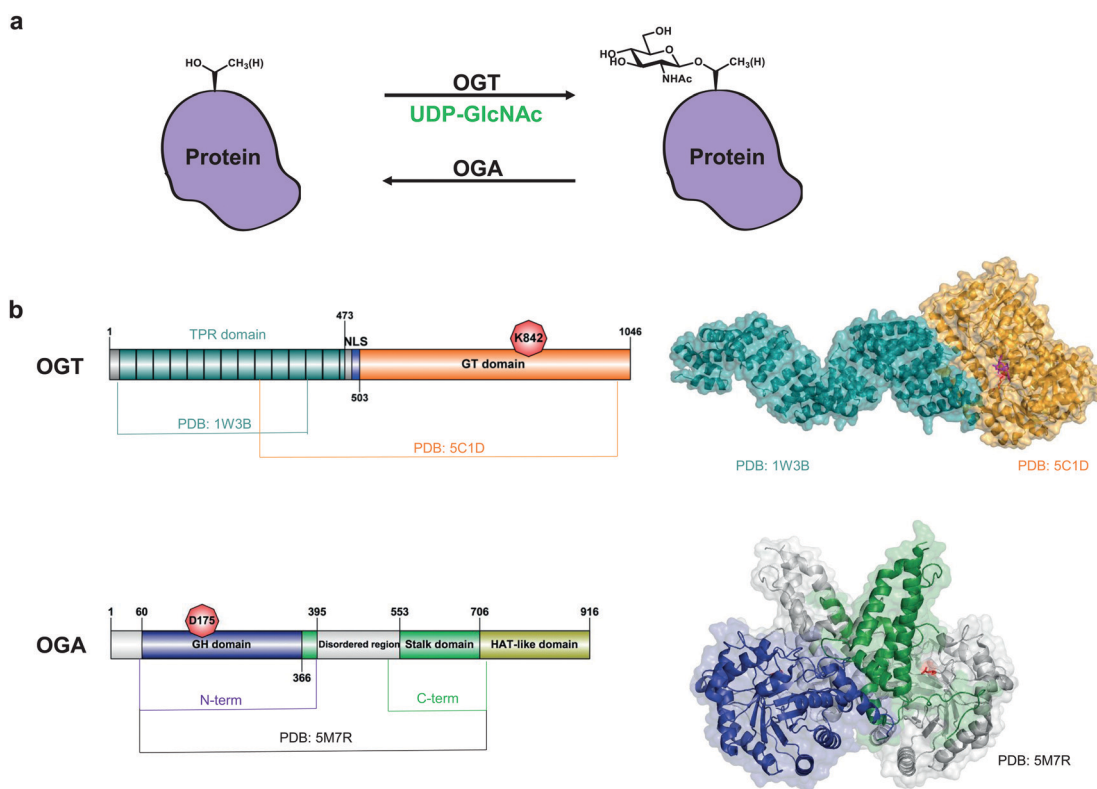 a
HO
CH₃(H)
Protein
OGT
UDP-GlcNAc
OGA
OH
HO
HO
O
O
NHAc
CH₃(H)
Protein
b
OGT
1
TPR domain
473
NLS
K842
1046
GT domain
503
PDB: 1W3B
PDB: 5C1D
PDB: 1W3B
PDB: 5C1D
OGA
1
60
D175
395
553
706
916
GH domain
Disordered region
Stalk domain
HAT-like domain
366
N-term
C-term
PDB: 5M7R
PDB: 5M7R